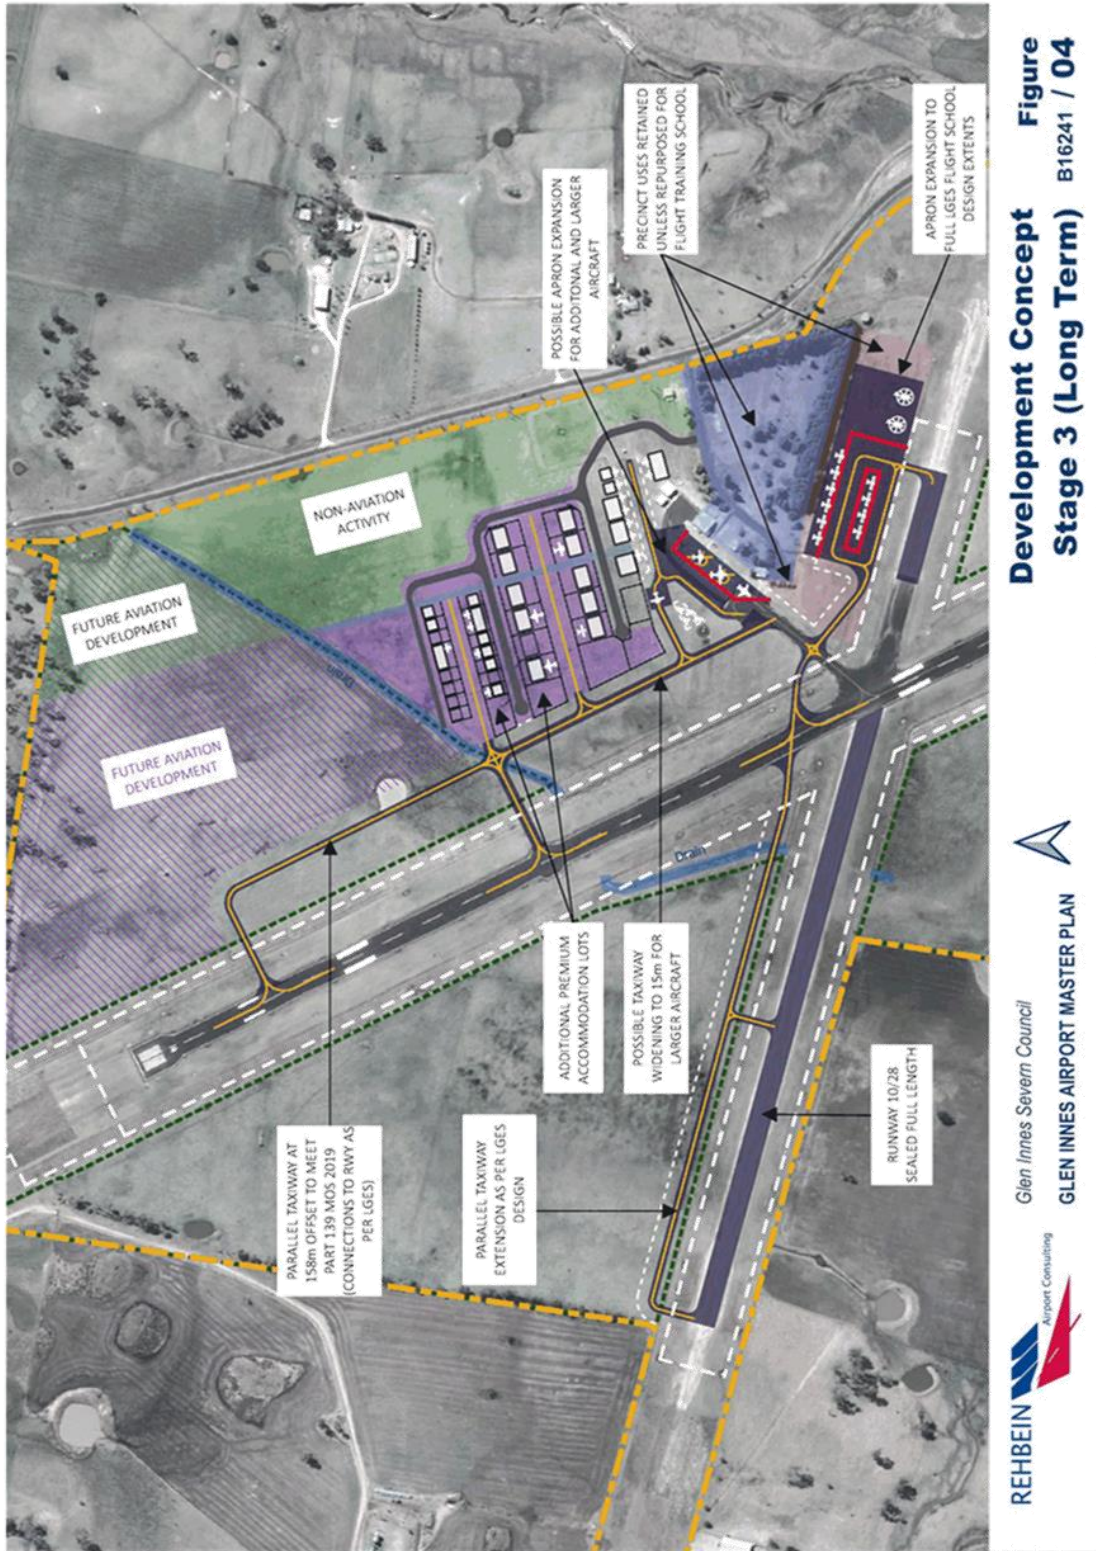 PRECINCT USES RETAINED
UNLESS REPURPOSED FOR
FLIGHT TRAINING SCHOOL
APRON EXPANSION TO
FULL LGES FLIGHT SCHOOL
DESIGN EXTENTS
POSSIBLE APRON EXPANSION
FOR ADDITONAL AND LARGER
AIRCRAFT
NON-AVIATION
ACTIVITY
FUTURE AVIATION
DEVELOPMENT
FUTURE AVIATION
DEVELOPMENT
Drain
Drain
ADDITIONAL PREMIUM
ACCOMMODATION LOTS
POSSIBLE TAXIWAY
WIDENING TO 15m FOR
LARGER AIRCRAFT
PARALLEL TAXIWAY AT
158m OFFSET TO MEET
PART 139 MOS 2019
(CONNECTIONS TO RWY AS
PER LGES)
PARALLEL TAXIWAY
EXTENSION AS PER LGES
DESIGN
RUNWAY 10/28
SEALED FULL LENGTH
REHBEIN
Airport Consulting
Glen Innes Severn Council
GLEN INNES AIRPORT MASTER PLAN
Development Concept
Stage 3 (Long Term)
Figure
B16241 / 04